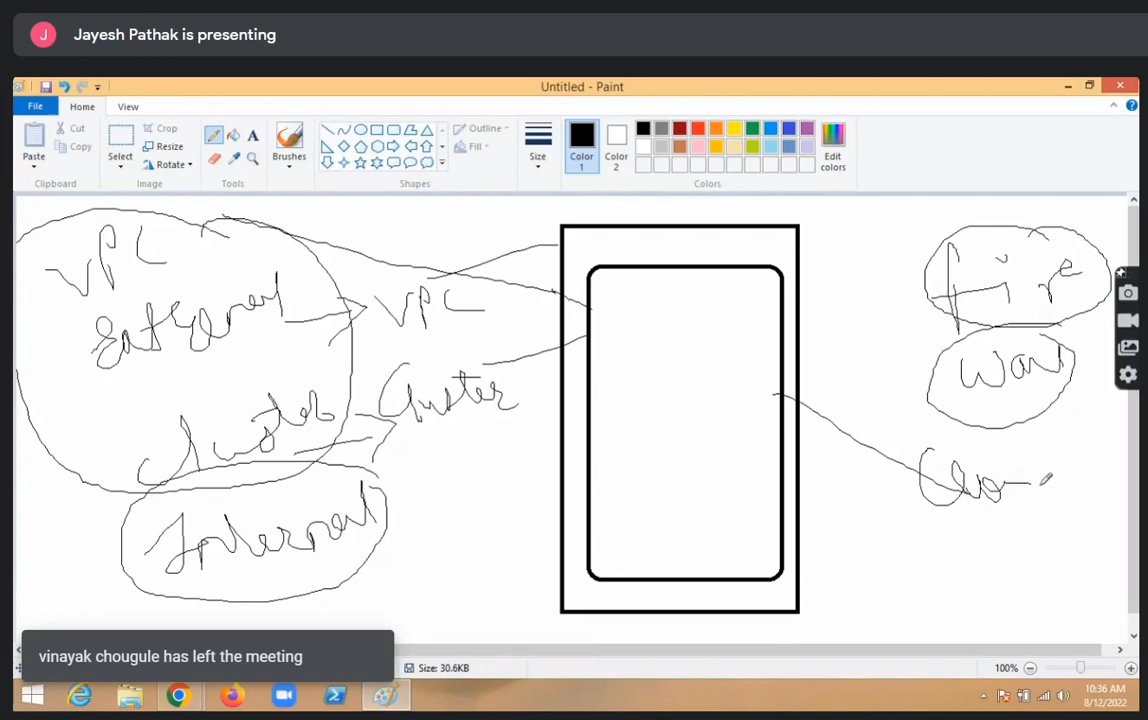 J
Jayesh Pathak is presenting
Untitled - Paint
File
Home
View
Paste
Cut
Copy
Clipboard
Select
Crop
Resize
Rotate
Image
A
Tools
Brushes
Outline
Fill
Shapes
Size
Color
1
Color
2
Edit
colors
Colors
VPC
External
VPC
Cluster
Cluster
Internal
fire
Wall
vinayak chougule has left the meeting
Size: 30.6KB
100%
10:36 AM
8/12/2022